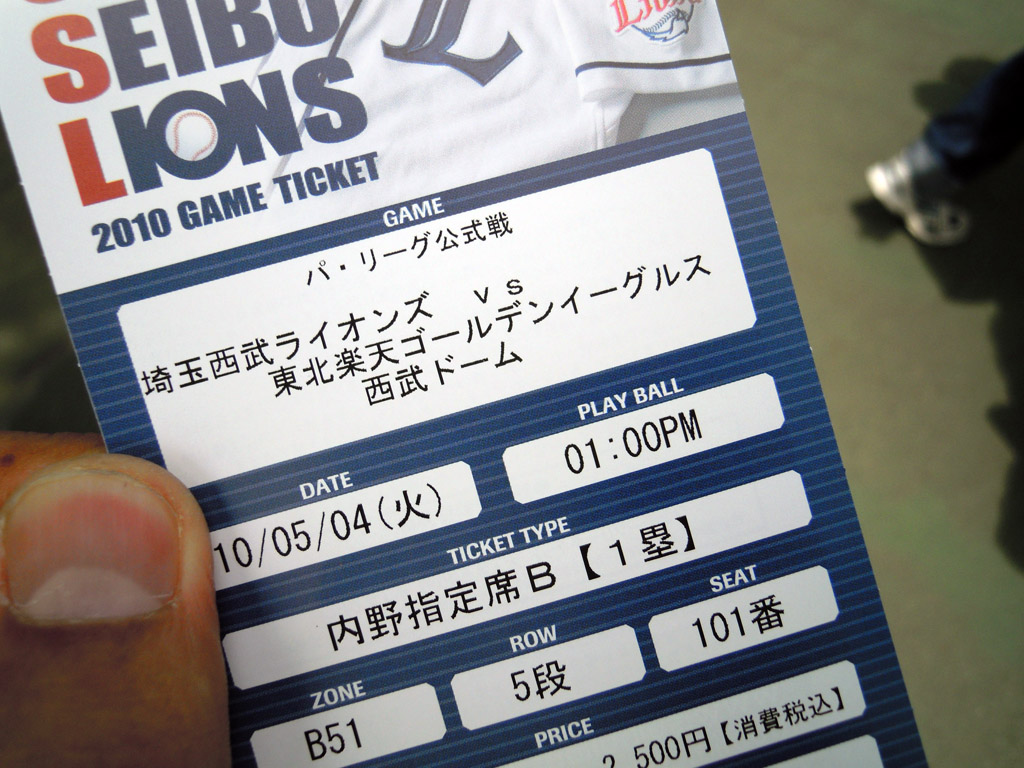 SEIBU
LIONS
2010 GAME TICKET
GAME
パ・リーグ公式戦
埼玉西武ライオンズ ｖｓ
東北楽天ゴールデンイーグルス
西武ドーム
DATE
PLAY BALL
10/05/04(火)
01:00PM
TICKET TYPE
内野指定席Ｂ【１塁】
ZONE
ROW
SEAT
B51
5段
101番
PRICE
2,500円【消費税込】